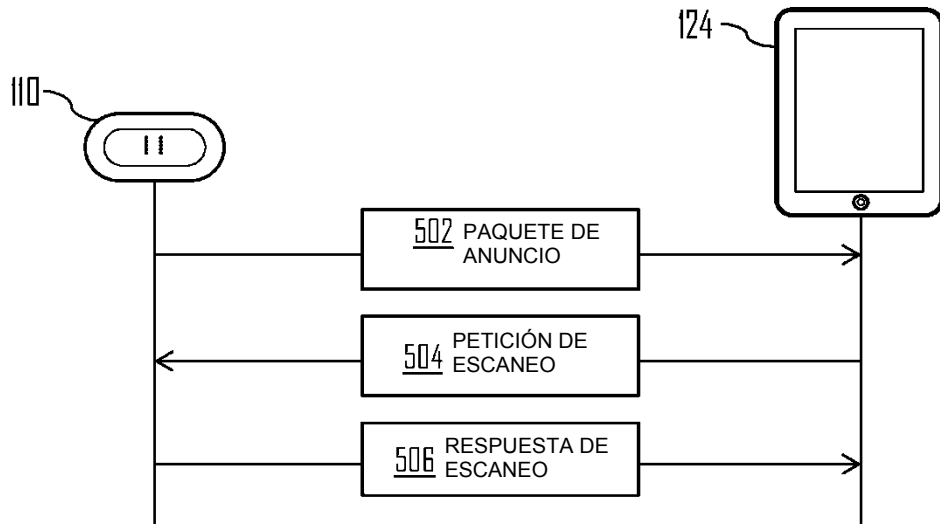 124
110
502 PAQUETE DE
ANUNCIO
504 PETICIÓN DE
ESCANEO
506 RESPUESTA DE
ESCANEO